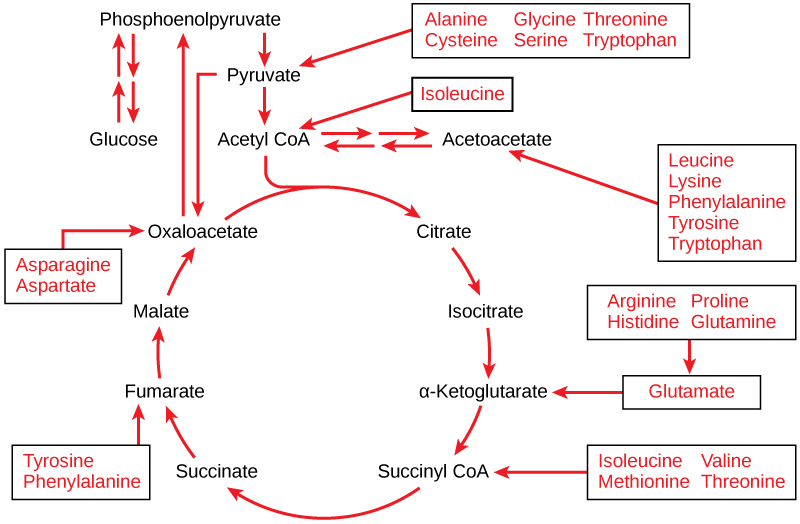 Phosphoenolpyruvate
Alanine Glycine Threonine
Cysteine Serine Tryptophan
Pyruvate
Isoleucine
Glucose
Acetyl CoA
Acetoacetate
Leucine
Lysine
Phenylalanine
Tyrosine
Tryptophan
Oxaloacetate
Citrate
Asparagine
Aspartate
Malate
Isocitrate
Arginine Proline
Histidine Glutamine
Fumarate
α-Ketoglutarate
Glutamate
Tyrosine
Phenylalanine
Succinate
Succinyl CoA
Isoleucine Valine
Methionine Threonine